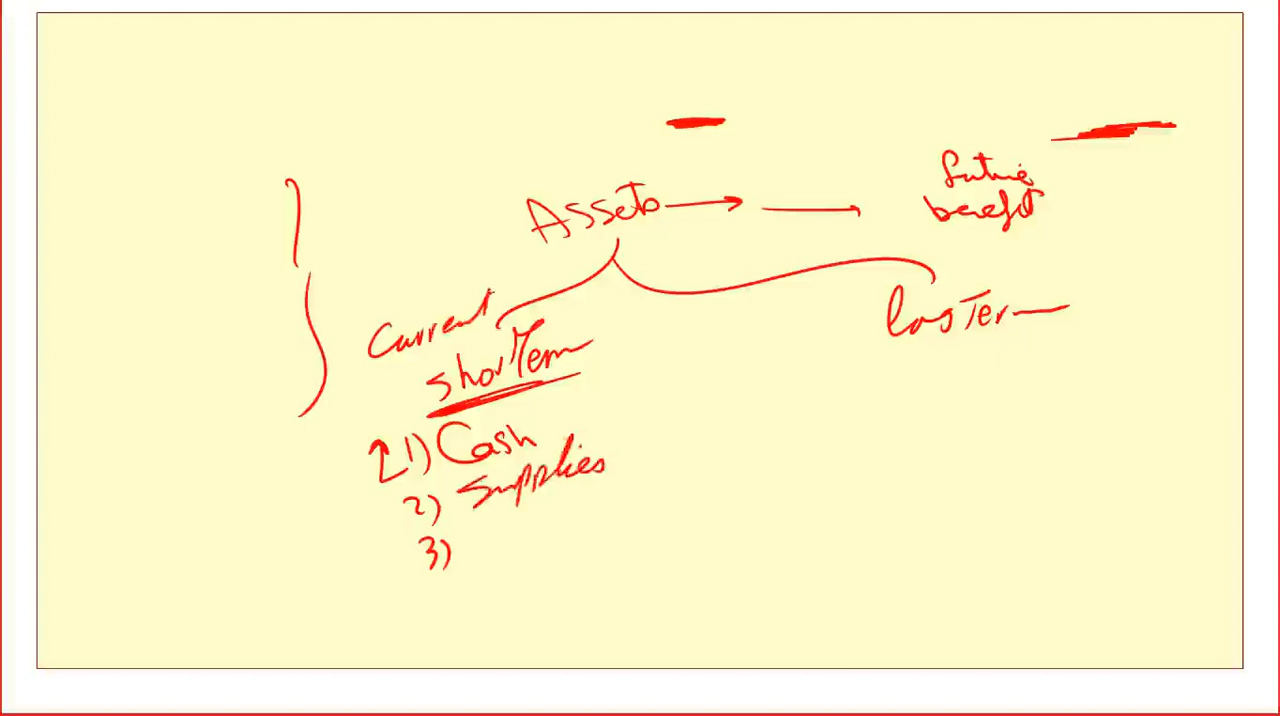 future
Assets benefit
Current
short Term
long Term
1) Cash
2) Supplies
3)